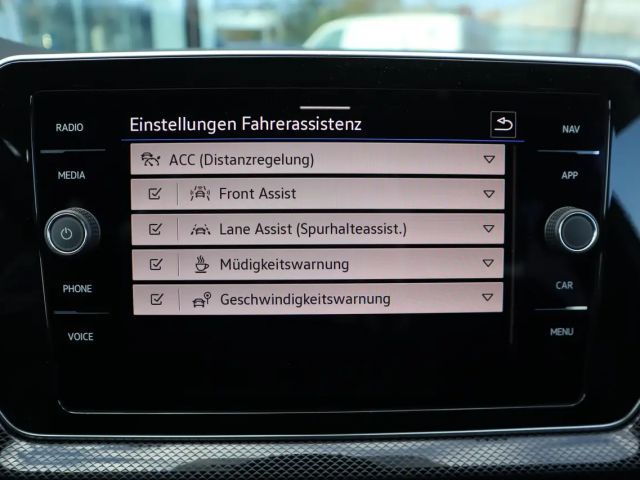 Einstellungen Fahrerassistenz
RADIO
MEDIA
PHONE
VOICE
ACC (Distanzregelung)
Front Assist
Lane Assist (Spurhalteassist.)
Müdigkeitswarnung
Geschwindigkeitswarnung
NAV
APP
CAR
MENU